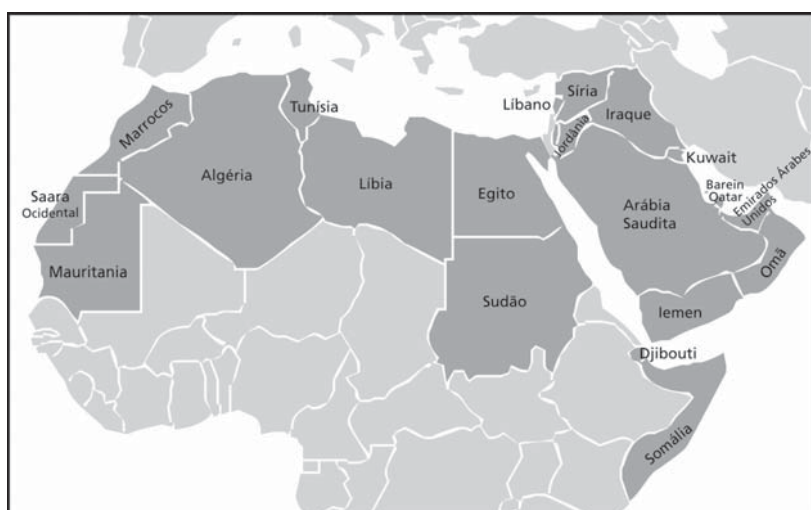 Marrocos
Tunísia
Argélia
Líbia
Egito
Saara
Ocidental
Mauritania
Sudão
Líbano
Síria
Iraque
Jordânia
Kuwait
Barein
Qatar
Emirados Árabes
Unidos
Arábia
Saudita
Omã
Iemen
Djibouti
Somália